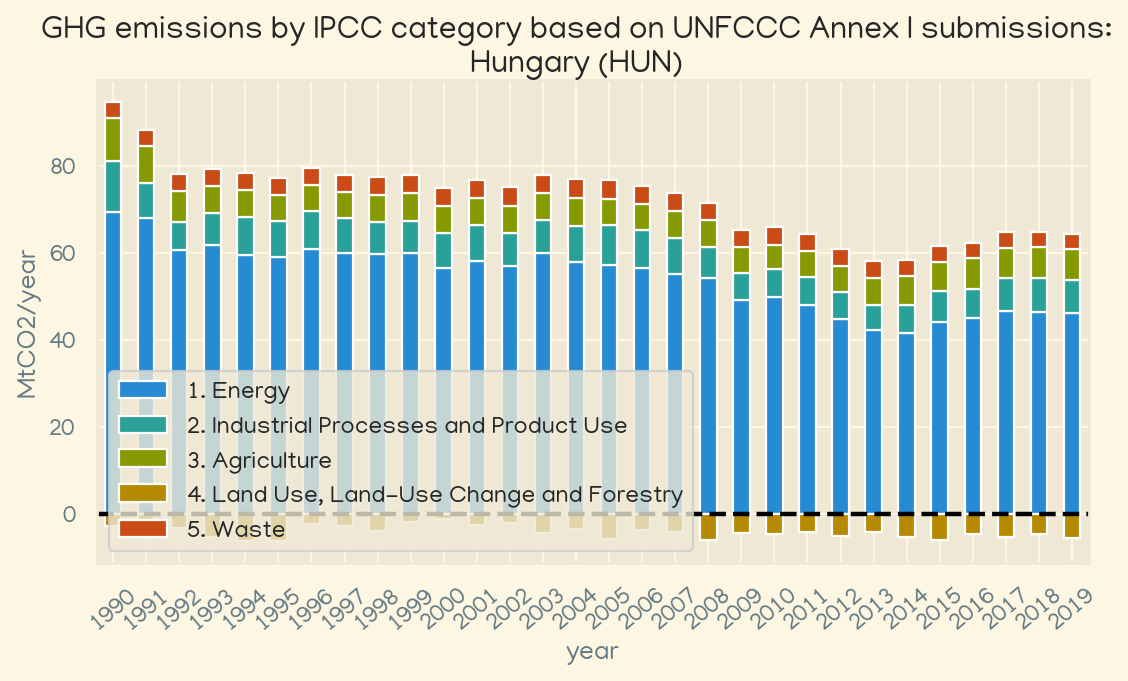 GHG emissions by IPCC category based on UNFCCC Annex I submissions:
Hungary (HUN)
MtCO2/year
80
60
40
20
0
1. Energy
2. Industrial Processes and Product Use
3. Agriculture
4. Land Use, Land-Use Change and Forestry
5. Waste
1990 1991 1992 1993 1994 1995 1996 1997 1998 1999 2000 2001 2002 2003 2004 2005 2006 2007 2008 2009 2010 2011 2012 2013 2014 2015 2016 2017 2018 2019
year